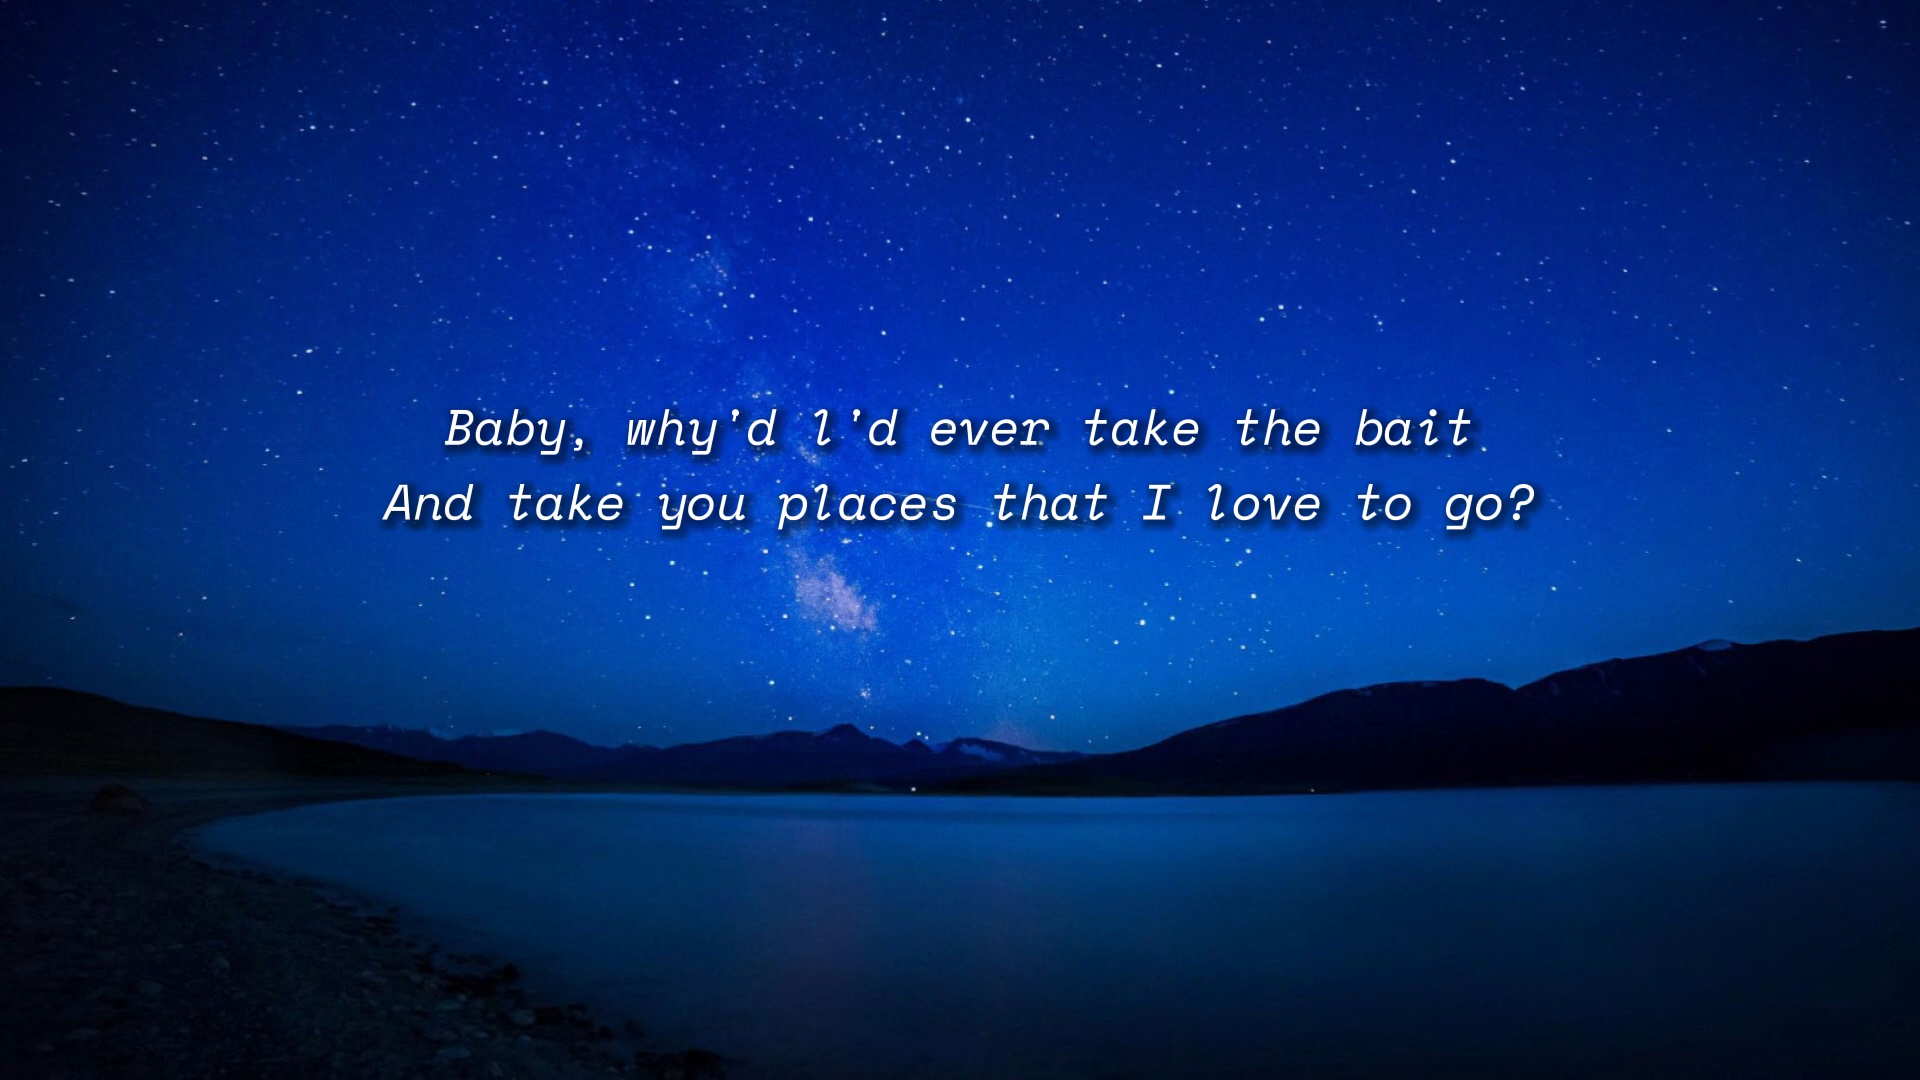 Baby, why'd l'd ever take the bait
And take you places that I love to go?